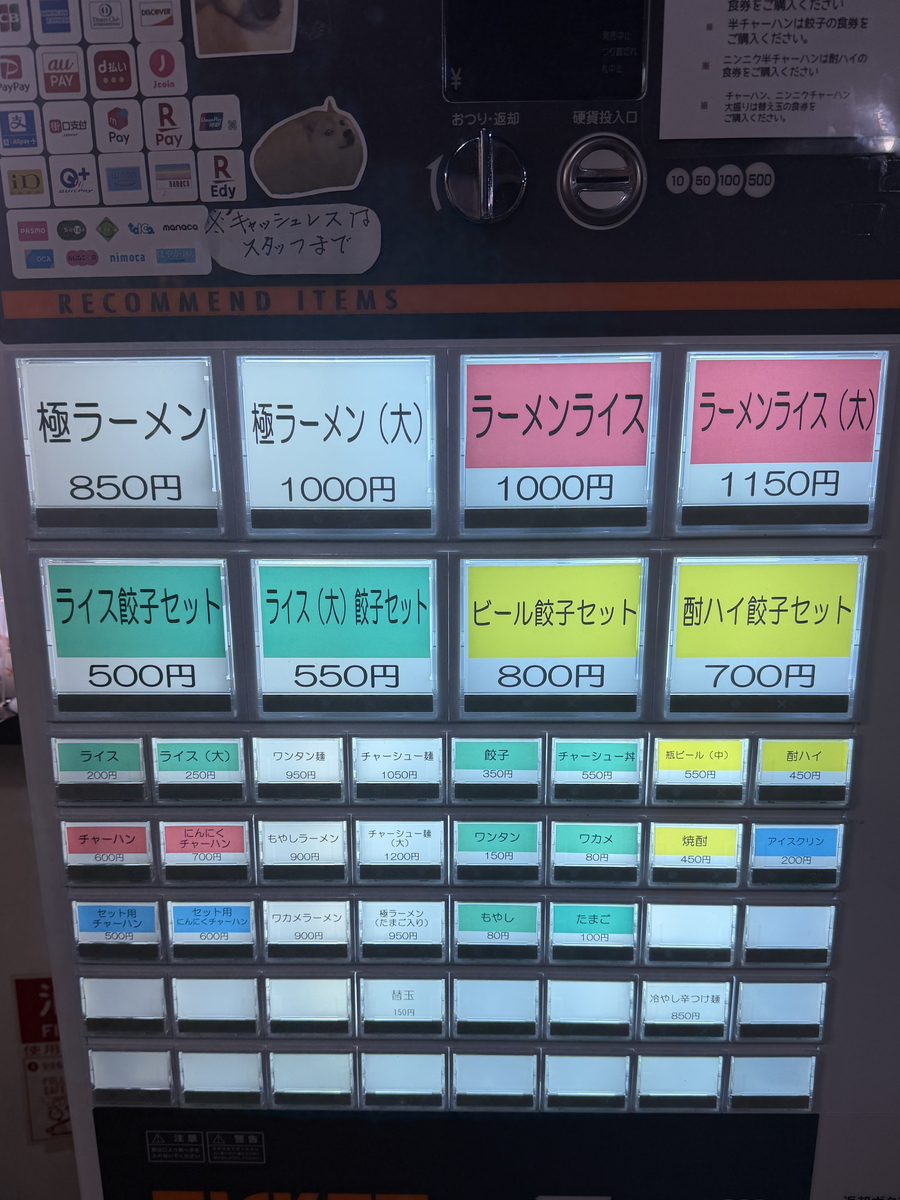 食券をご購入ください
半チャーハンは餃子の食券を
ご購入ください。
ニンニク半チャーハンは酎ハイの
食券をご購入ください
チャーハン、ニンニクチャーハン
大盛りは替え玉の食券を
ご購入ください。
JCB
Diners Club
DISCOVER
PayPay
au PAY
d払い
J-Coin
Alipay
口支付
Pay
R Pay
iD
QUICPay
R Edy
PASMO
manaca
nimoca
※キャッシュレスは
スタッフまで
発売中止
つり銭切れ
札中止
¥
おつり・返却
硬貨投入口
10 50 100 500
RECOMMEND ITEMS
極ラーメン
850円
極ラーメン(大)
1000円
ラーメンライス
1000円
ラーメンライス(大)
1150円
ライス餃子セット
500円
ライス(大)餃子セット
550円
ビール餃子セット
800円
酎ハイ餃子セット
700円
ライス
200円
ライス(大)
250円
ワンタン麺
950円
チャーシュー麺
1050円
餃子
350円
チャーシュー丼
550円
瓶ビール(中)
550円
酎ハイ
450円
チャーハン
600円
にんにく
チャーハン
700円
もやしラーメン
900円
チャーシュー麺
(大)
1200円
ワンタン
150円
ワカメ
80円
焼酎
450円
アイスクリン
200円
セット用
チャーハン
500円
セット用
にんにくチャーハン
600円
ワカメラーメン
900円
極ラーメン
(たまご入り)
950円
もやし
80円
たまご
100円
替玉
150円
冷やし辛つけ麺
850円
注意
警告